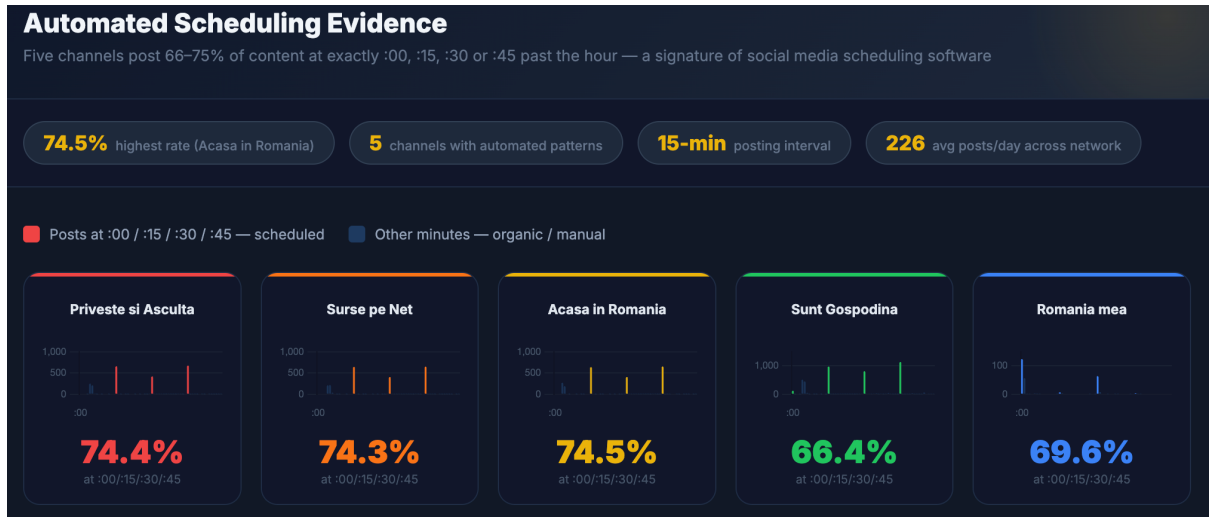 Automated Scheduling Evidence
Five channels post 66–75% of content at exactly :00, :15, :30 or :45 past the hour — a signature of social media scheduling software
74.5% highest rate (Acasa in Romania)
5 channels with automated patterns
15-min posting interval
226 avg posts/day across network
Posts at :00 / :15 / :30 / :45 — scheduled
Other minutes — organic / manual
Priveste si Asculta
1,000
500
0
:00
74.4%
at :00/:15/:30/:45
Surse pe Net
1,000
500
0
:00
74.3%
at :00/:15/:30/:45
Acasa in Romania
1,000
500
0
:00
74.5%
at :00/:15/:30/:45
Sunt Gospodina
1,000
0
:00
66.4%
at :00/:15/:30/:45
Romania mea
100
0
:00
69.6%
at :00/:15/:30/:45